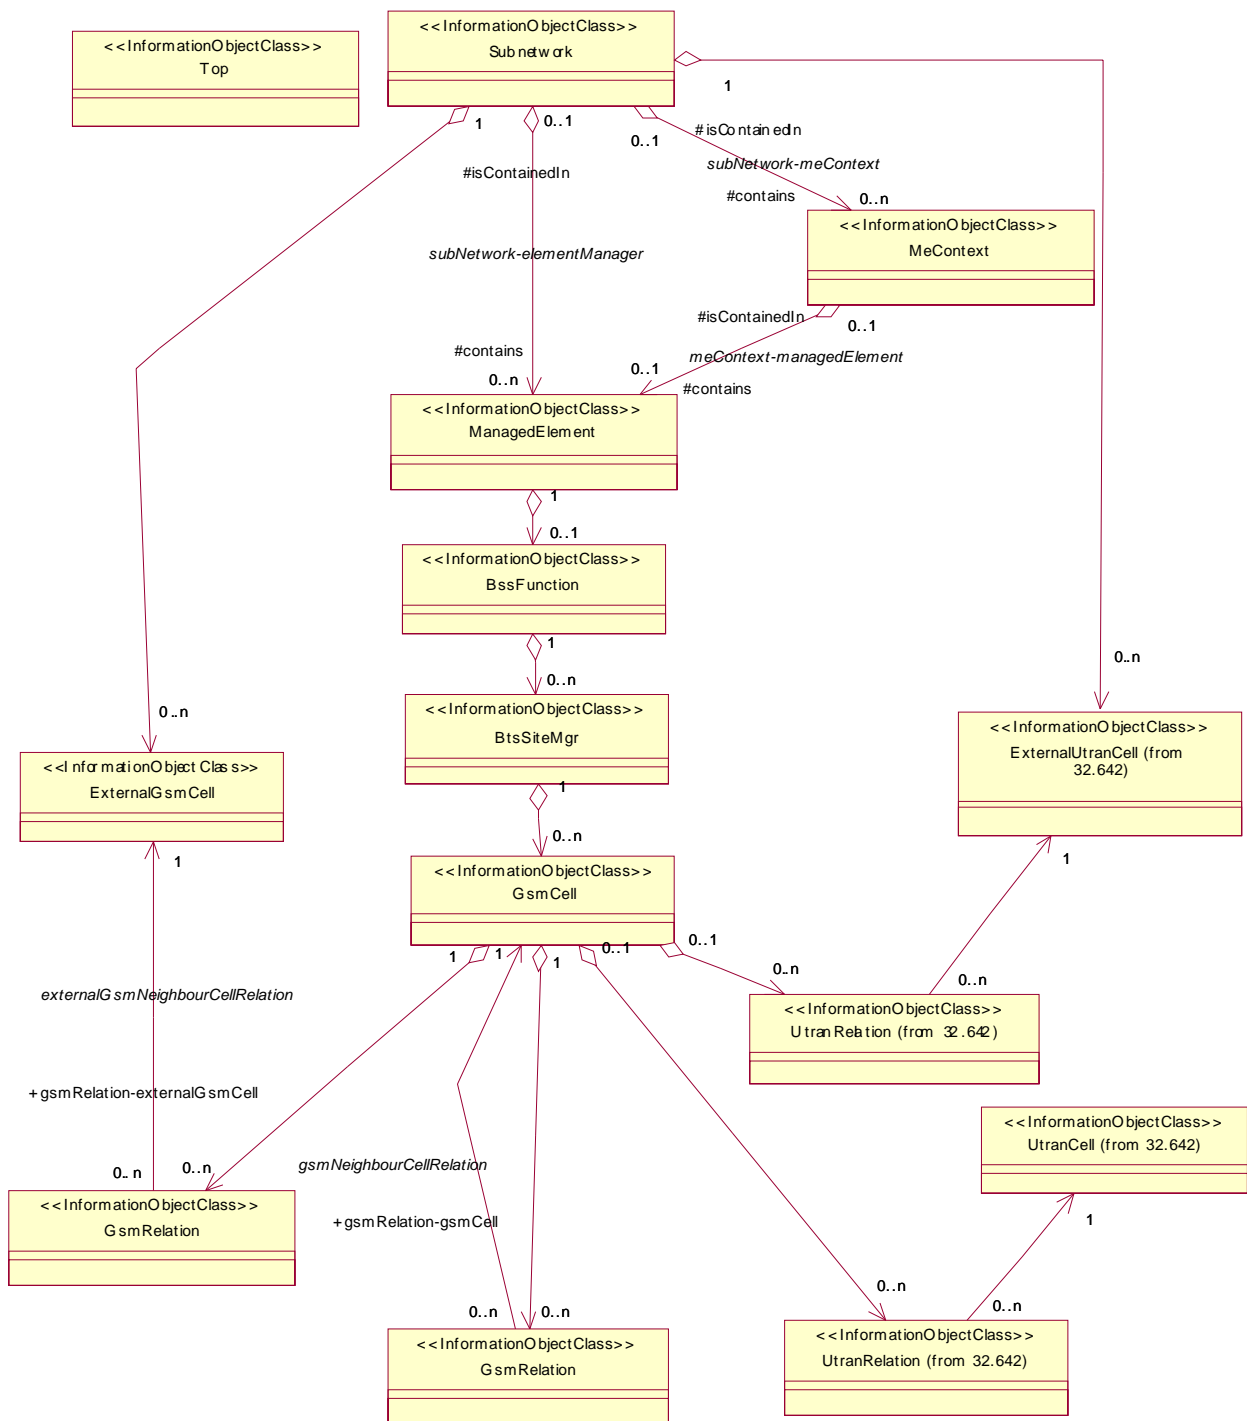 <<InformationObjectClass>>
Subnetwork
<<InformationObjectClass>>
Top
1
1
0..1
0..1
#isContainedIn
subNetwork-meContext
#isContainedIn
#contains
0..n
<<InformationObjectClass>>
MeContext
subNetwork-elementManager
#isContainedIn
0..1
#contains
0..1
meContext-managedElement
0..n
#contains
<<InformationObjectClass>>
ManagedElement
1
0..1
<<InformationObjectClass>>
BssFunction
1
0..n
0..n
<<InformationObjectClass>>
BtsSiteMgr
0..n
<<InformationObjectClass>>
ExternalUtranCell (from
32.642)
<<InformationObjectClass>>
ExternalGsmCell
1
0..n
1
1
<<InformationObjectClass>>
GsmCell
1
1
1
0..1
0..1
0..n
0..n
externalGsmNeighbourCellRelation
<<InformationObjectClass>>
UtranRelation (from 32.642)
+gsmRelation-externalGsmCell
<<InformationObjectClass>>
UtranCell (from 32.642)
0..n
0..n
gsmNeighbourCellRelation
<<InformationObjectClass>>
GsmRelation
+gsmRelation-gsmCell
1
0..n
0..n
0..n
0..n
<<InformationObjectClass>>
GsmRelation
<<InformationObjectClass>>
UtranRelation (from 32.642)